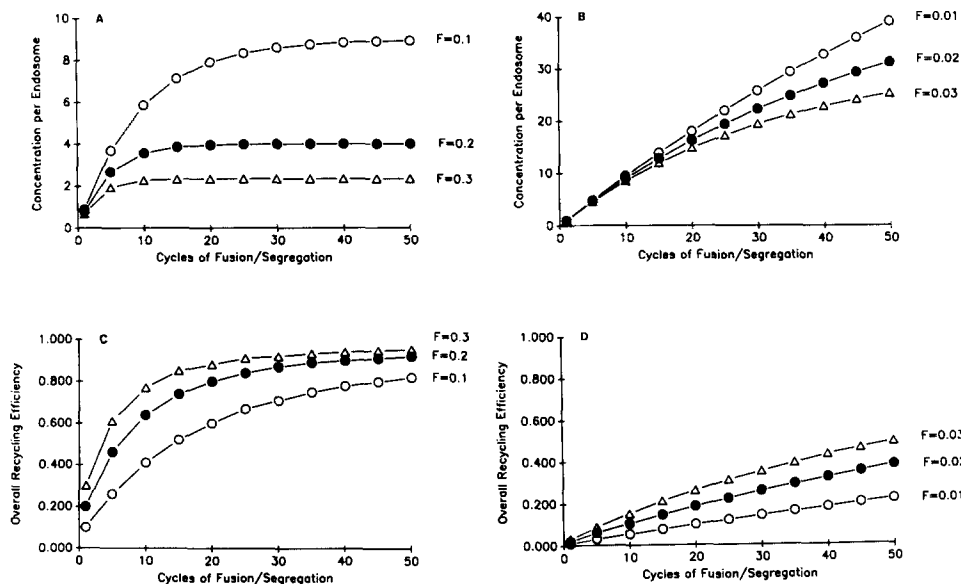 A
Concentration per Endosome
10
8
6
4
2
0
0 10 20 30 40 50
Cycles of Fusion/Segregation
F=0.1
F=0.2
F=0.3
B
Concentration per Endosome
40
30
20
10
0
0 10 20 30 40 50
Cycles of Fusion/Segregation
F=0.01
F=0.02
F=0.03
C
Overall Recycling Efficiency
1.000
0.800
0.600
0.400
0.200
0.000
0 10 20 30 40 50
Cycles of Fusion/Segregation
F=0.3
F=0.2
F=0.1
D
Overall Recycling Efficiency
1.000
0.800
0.600
0.400
0.200
0.000
0 10 20 30 40 50
Cycles of Fusion/Segregation
F=0.03
F=0.02
F=0.01